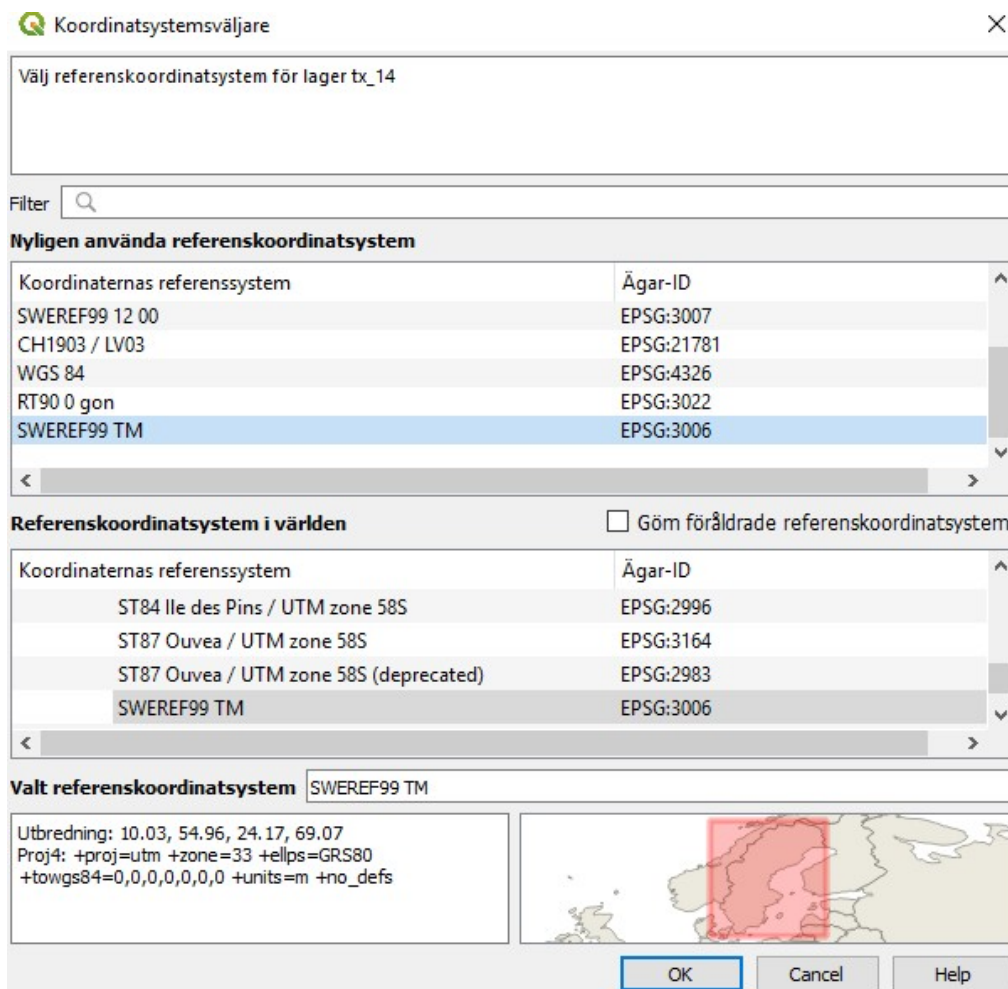 Koordinatsystemsväljare
Välj referenskoordinatsystem för lager tx_14
Filter
Nyligen använda referenskoordinatsystem
Koordinaternas referenssystem Ägar-ID
SWEREF99 12 00 EPSG:3007
CH1903 / LV03 EPSG:21781
WGS 84 EPSG:4326
RT90 0 gon EPSG:3022
SWEREF99 TM EPSG:3006
Referenskoordinatsystem i världen Göm föråldrade referenskoordinatsystem
Koordinaternas referenssystem Ägar-ID
ST84 Ile des Pins / UTM zone 58S EPSG:2996
ST87 Ouvea / UTM zone 58S EPSG:3164
ST87 Ouvea / UTM zone 58S (deprecated) EPSG:2983
SWEREF99 TM EPSG:3006
Valt referenskoordinatsystem SWEREF99 TM
Utbredning: 10.03, 54.96, 24.17, 69.07
Proj4: +proj=utm +zone=33 +ellps=GRS80
+towgs84=0,0,0,0,0,0,0 +units=m +no_defs
OK Cancel Help